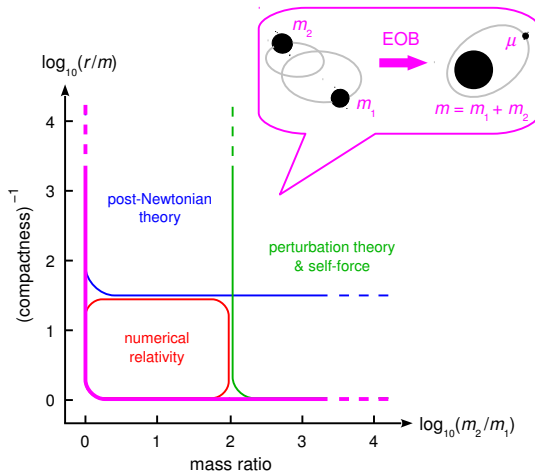 m2
EOB
μ
m1
m = m1 + m2
log10(r/m)
4
3
2
1
0
(compactness)−1
post-Newtonian
theory
perturbation theory
& self-force
numerical
relativity
0
1
2
3
4
log10(m2/m1)
mass ratio